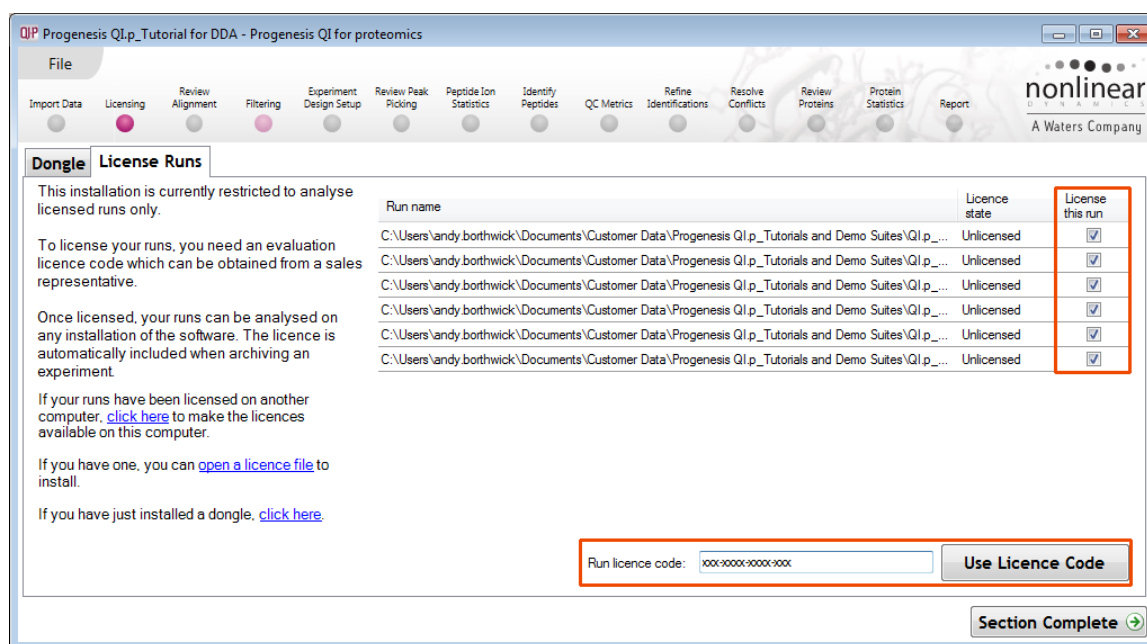 QI.P Progenesis QI.p_Tutorial for DDA - Progenesis QI for proteomics
File
Import Data
Licensing
Review
Alignment
Filtering
Experiment
Design Setup
Review Peak
Picking
Peptide Ion
Statistics
Identify
Peptides
QC Metrics
Refine
Identifications
Resolve
Conflicts
Review
Proteins
Protein
Statistics
Report
nonlinear
DYNAMICS
A Waters Company
Dongle
License Runs
This installation is currently restricted to analyse
licensed runs only.
To license your runs, you need an evaluation
licence code which can be obtained from a sales
representative.
Once licensed, your runs can be analysed on
any installation of the software. The licence is
automatically included when archiving an
experiment.
If your runs have been licensed on another
computer, click here to make the licences
available on this computer.
If you have one, you can open a licence file to
install.
If you have just installed a dongle, click here.
Run name
Licence
state
License
this run
C:\Users\andy.borthwick\Documents\Customer Data\Progenesis QI.p_Tutorials and Demo Suites\QI.p_... Unlicensed
C:\Users\andy.borthwick\Documents\Customer Data\Progenesis QI.p_Tutorials and Demo Suites\QI.p_... Unlicensed
C:\Users\andy.borthwick\Documents\Customer Data\Progenesis QI.p_Tutorials and Demo Suites\QI.p_... Unlicensed
C:\Users\andy.borthwick\Documents\Customer Data\Progenesis QI.p_Tutorials and Demo Suites\QI.p_... Unlicensed
C:\Users\andy.borthwick\Documents\Customer Data\Progenesis QI.p_Tutorials and Demo Suites\QI.p_... Unlicensed
C:\Users\andy.borthwick\Documents\Customer Data\Progenesis QI.p_Tutorials and Demo Suites\QI.p_... Unlicensed
Run licence code: xxx-xxxx-xxxx-xxx Use Licence Code
Section Complete